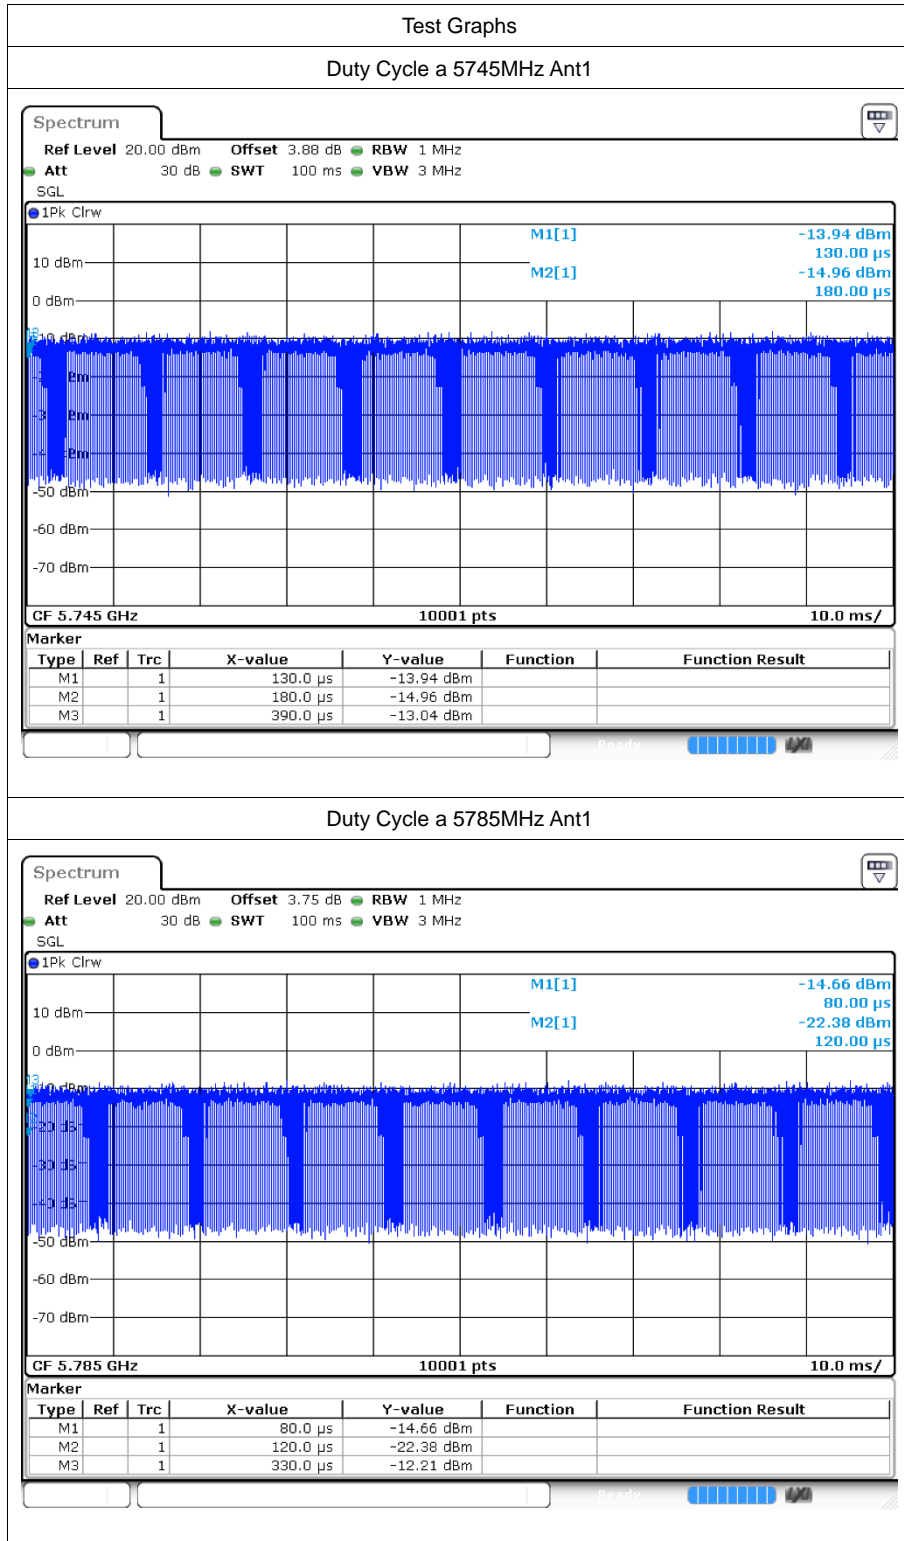 Test Graphs
Duty Cycle a 5745MHz Ant1
Spectrum
Ref Level 20.00 dBm Offset 3.88 dB RBW 1 MHz
Att 30 dB SWT 100 ms VBW 3 MHz
SGL
1Pk Clrw
M1[1] -13.94 dBm
130.00 µs
10 dBm
M2[1] -14.96 dBm
180.00 µs
0 dBm
-50 dBm
-60 dBm
-70 dBm
CF 5.745 GHz 10001 pts 10.0 ms/
Marker
Type Ref Trc X-value Y-value Function Function Result
M1 1 130.0 µs -13.94 dBm
M2 1 180.0 µs -14.96 dBm
M3 1 390.0 µs -13.04 dBm
Ready
Duty Cycle a 5785MHz Ant1
Spectrum
Ref Level 20.00 dBm Offset 3.75 dB RBW 1 MHz
Att 30 dB SWT 100 ms VBW 3 MHz
SGL
1Pk Clrw
M1[1] -14.66 dBm
80.00 µs
10 dBm
M2[1] -22.38 dBm
120.00 µs
0 dBm
-50 dBm
-60 dBm
-70 dBm
CF 5.785 GHz 10001 pts 10.0 ms/
Marker
Type Ref Trc X-value Y-value Function Function Result
M1 1 80.0 µs -14.66 dBm
M2 1 120.0 µs -22.38 dBm
M3 1 330.0 µs -12.21 dBm
Ready